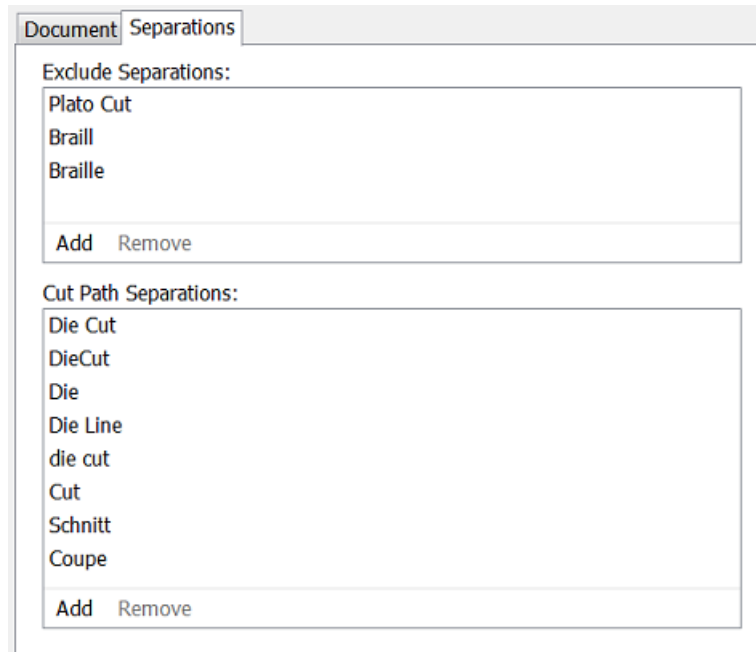 Document Separations
Exclude Separations:
Plato Cut
Braill
Braille
Add Remove
Cut Path Separations:
Die Cut
DieCut
Die
Die Line
die cut
Cut
Schnitt
Coupe
Add Remove